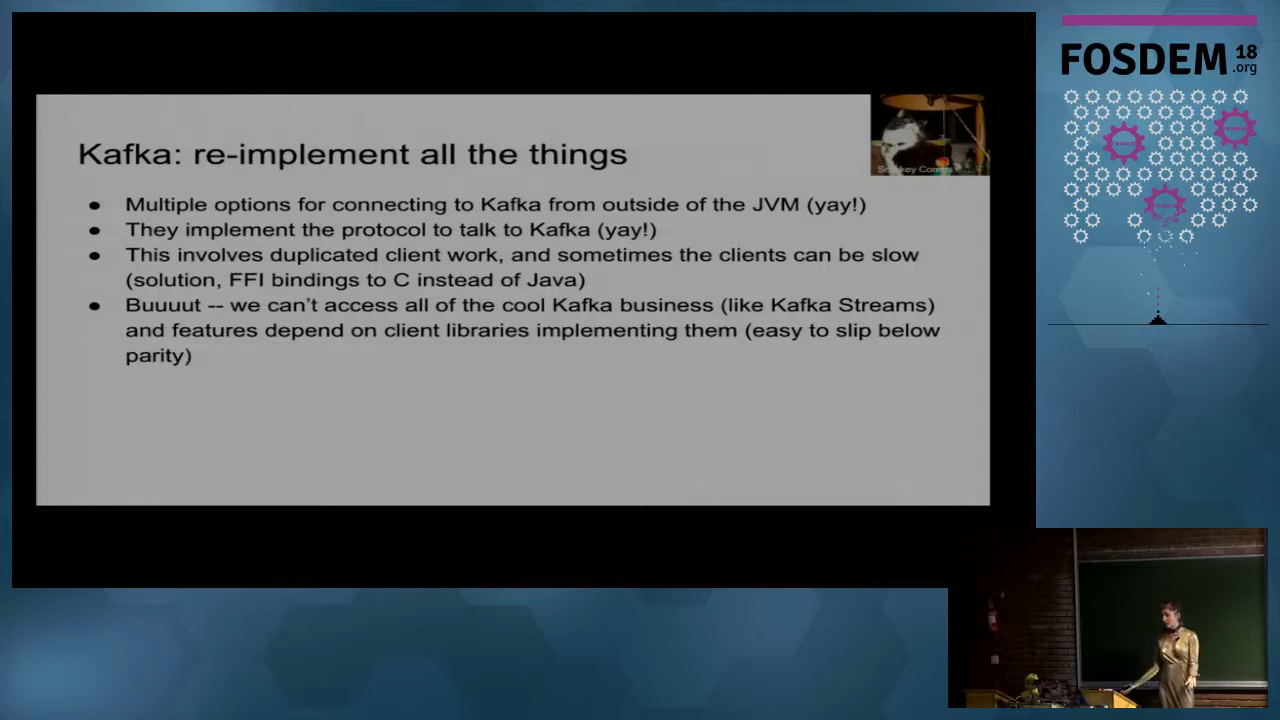 FOSDEM 18
.org
Kafka: re-implement all the things
Multiple options for connecting to Kafka from outside of the JVM (yay!)
They implement the protocol to talk to Kafka (yay!)
This involves duplicated client work, and sometimes the clients can be slow
(solution, FFI bindings to C instead of Java)
Buuuut -- we can't access all of the cool Kafka business (like Kafka Streams)
and features depend on client libraries implementing them (easy to slip below
parity)